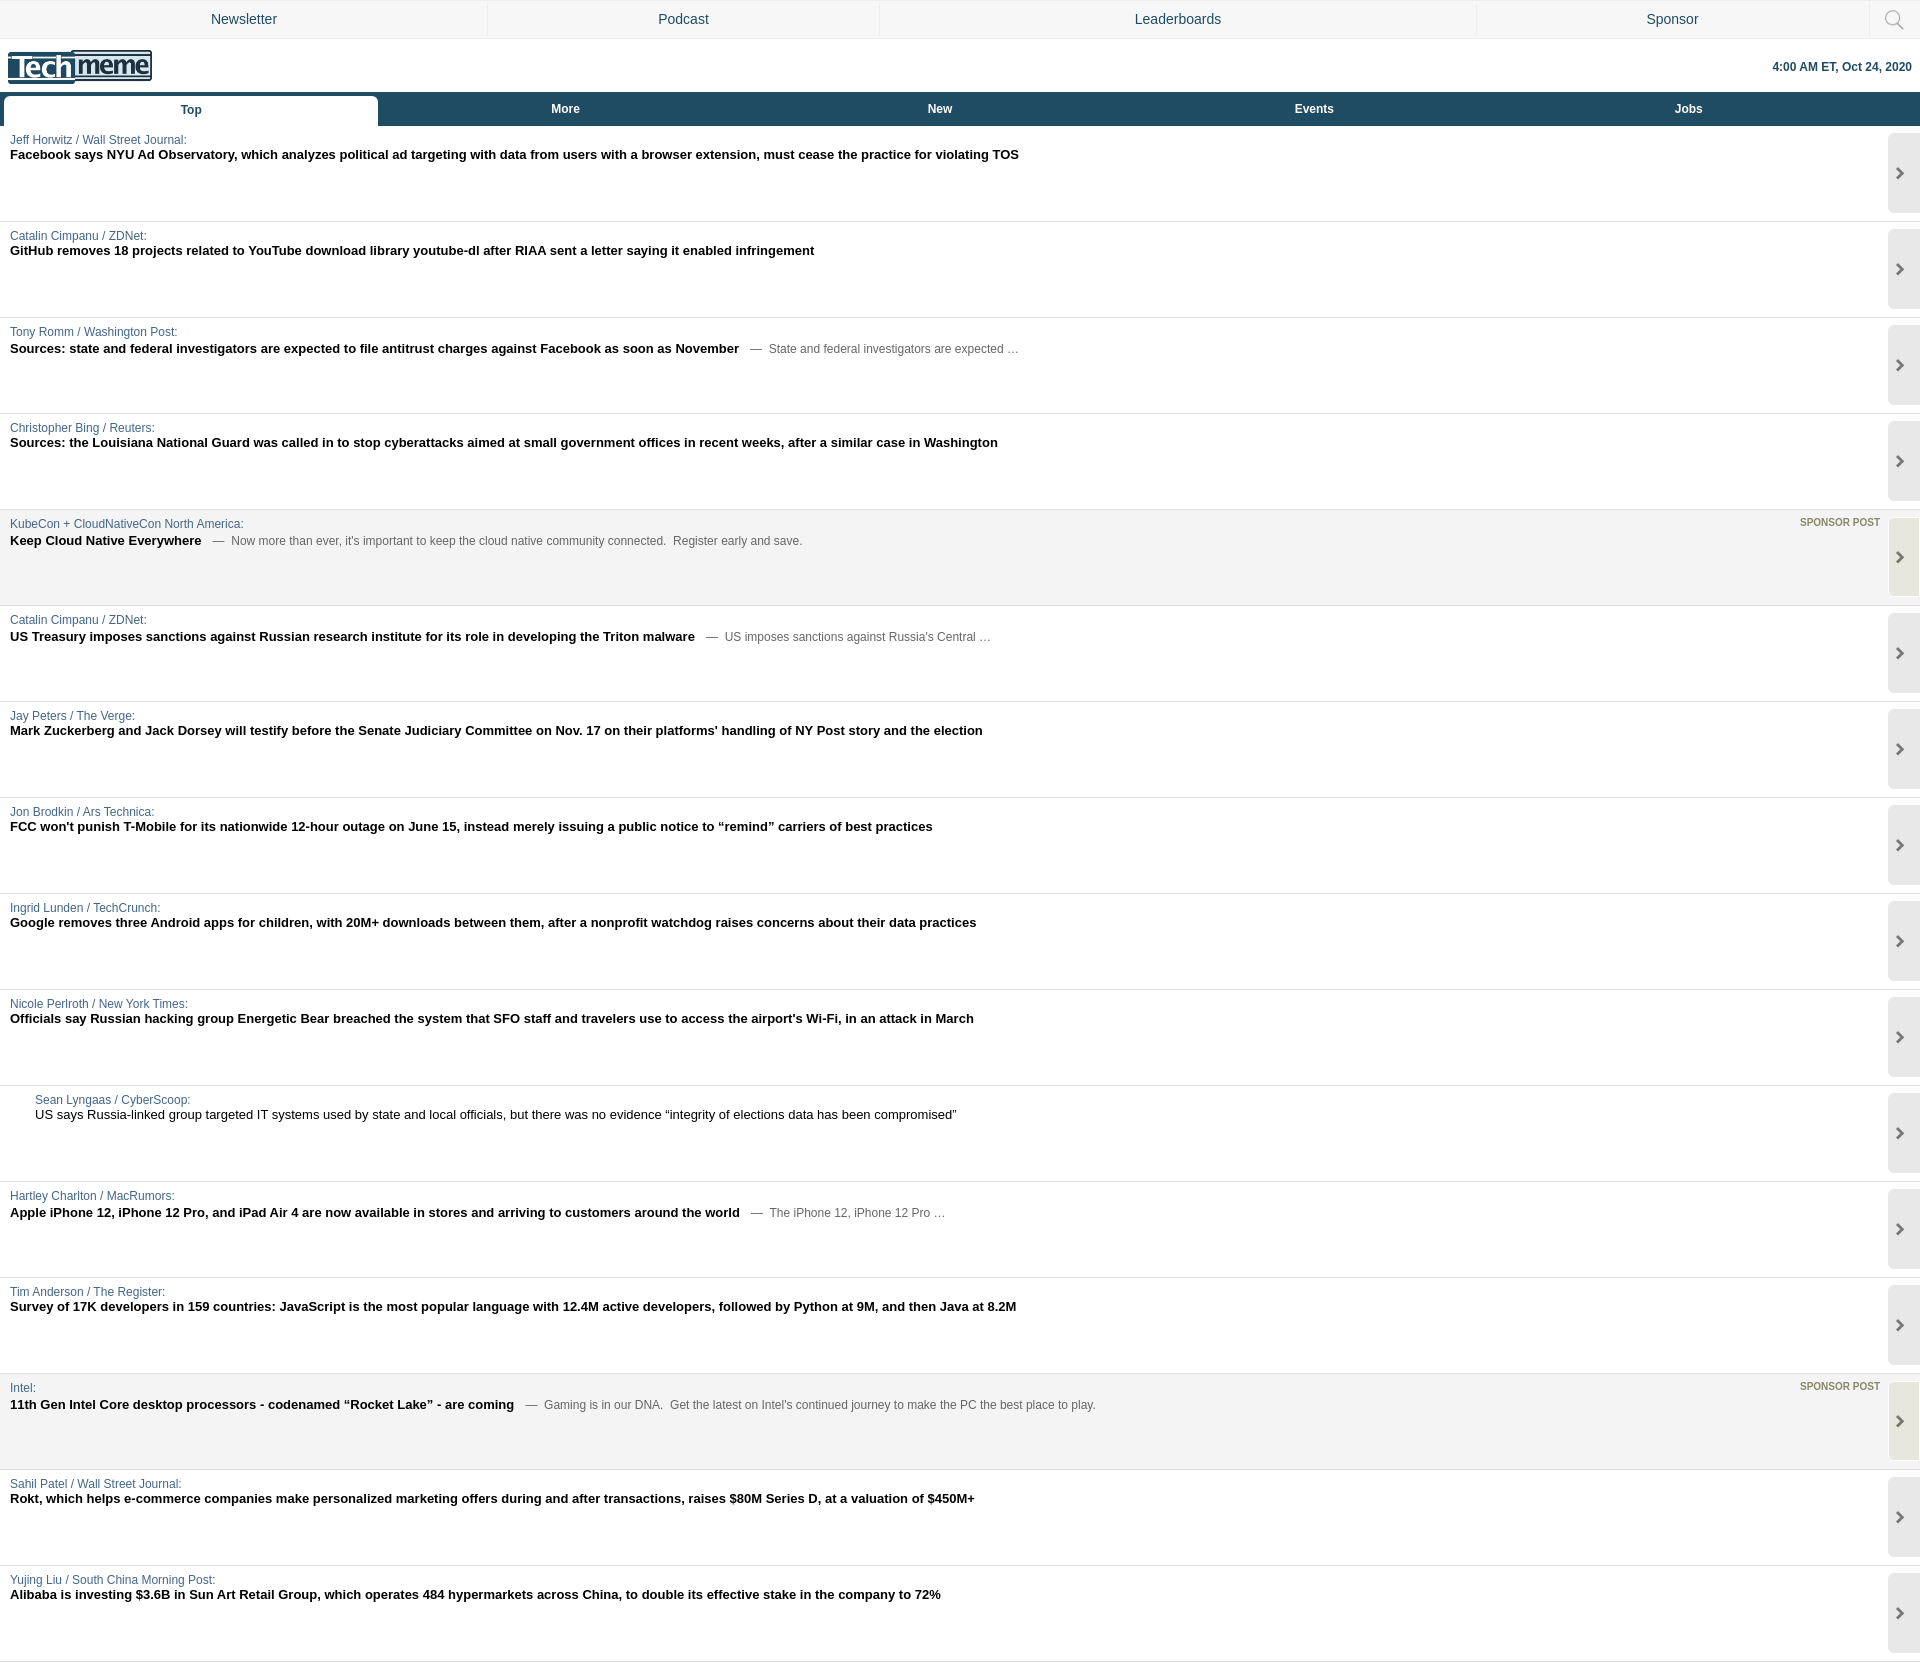 Newsletter
Podcast
Leaderboards
Sponsor
Techmeme
4:00 AM ET, Oct 24, 2020
Top
More
New
Events
Jobs
Jeff Horwitz / Wall Street Journal:
Facebook says NYU Ad Observatory, which analyzes political ad targeting with data from users with a browser extension, must cease the practice for violating TOS
Catalin Cimpanu / ZDNet:
GitHub removes 18 projects related to YouTube download library youtube-dl after RIAA sent a letter saying it enabled infringement
Tony Romm / Washington Post:
Sources: state and federal investigators are expected to file antitrust charges against Facebook as soon as November — State and federal investigators are expected …
Christopher Bing / Reuters:
Sources: the Louisiana National Guard was called in to stop cyberattacks aimed at small government offices in recent weeks, after a similar case in Washington
KubeCon + CloudNativeCon North America:
SPONSOR POST
Keep Cloud Native Everywhere — Now more than ever, it's important to keep the cloud native community connected. Register early and save.
Catalin Cimpanu / ZDNet:
US Treasury imposes sanctions against Russian research institute for its role in developing the Triton malware — US imposes sanctions against Russia's Central …
Jay Peters / The Verge:
Mark Zuckerberg and Jack Dorsey will testify before the Senate Judiciary Committee on Nov. 17 on their platforms' handling of NY Post story and the election
Jon Brodkin / Ars Technica:
FCC won't punish T-Mobile for its nationwide 12-hour outage on June 15, instead merely issuing a public notice to “remind” carriers of best practices
Ingrid Lunden / TechCrunch:
Google removes three Android apps for children, with 20M+ downloads between them, after a nonprofit watchdog raises concerns about their data practices
Nicole Perlroth / New York Times:
Officials say Russian hacking group Energetic Bear breached the system that SFO staff and travelers use to access the airport's Wi-Fi, in an attack in March
Sean Lyngaas / CyberScoop:
US says Russia-linked group targeted IT systems used by state and local officials, but there was no evidence “integrity of elections data has been compromised”
Hartley Charlton / MacRumors:
Apple iPhone 12, iPhone 12 Pro, and iPad Air 4 are now available in stores and arriving to customers around the world — The iPhone 12, iPhone 12 Pro …
Tim Anderson / The Register:
Survey of 17K developers in 159 countries: JavaScript is the most popular language with 12.4M active developers, followed by Python at 9M, and then Java at 8.2M
Intel:
SPONSOR POST
11th Gen Intel Core desktop processors - codenamed “Rocket Lake” - are coming — Gaming is in our DNA. Get the latest on Intel's continued journey to make the PC the best place to play.
Sahil Patel / Wall Street Journal:
Rokt, which helps e-commerce companies make personalized marketing offers during and after transactions, raises $80M Series D, at a valuation of $450M+
Yujing Liu / South China Morning Post:
Alibaba is investing $3.6B in Sun Art Retail Group, which operates 484 hypermarkets across China, to double its effective stake in the company to 72%